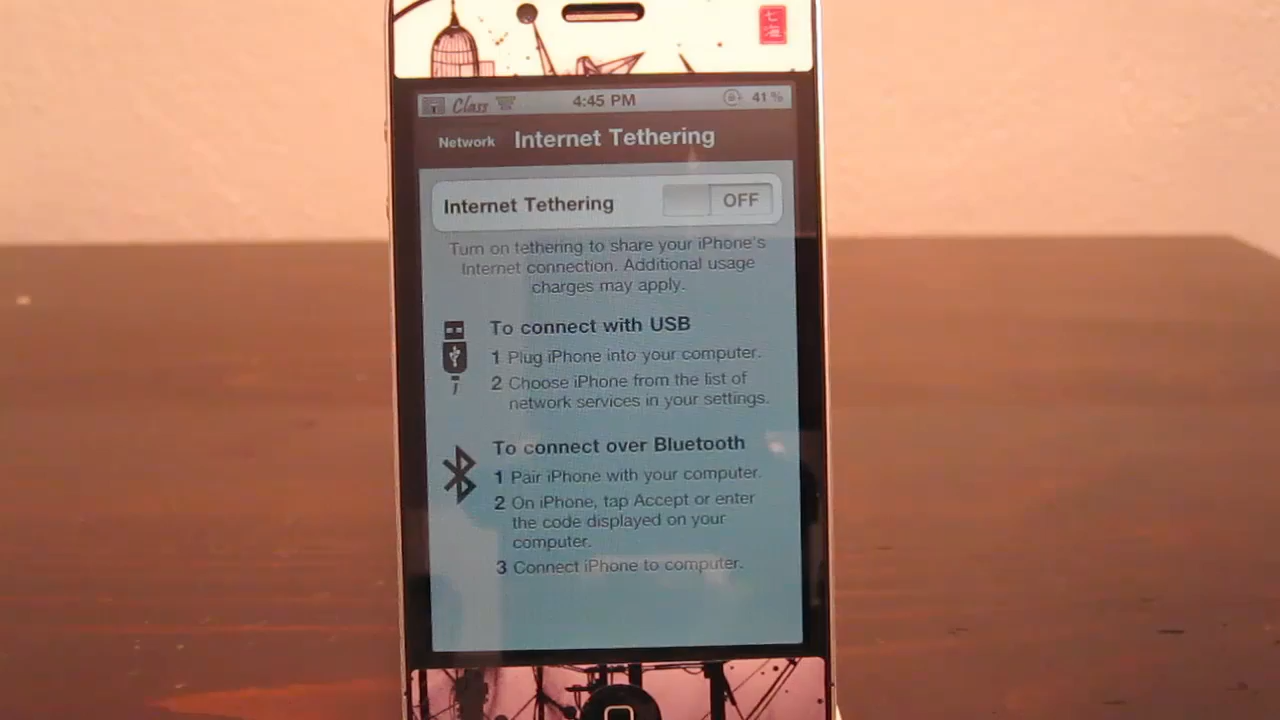 七海
Class 4:45 PM 41%
Network Internet Tethering
Internet Tethering OFF
Turn on tethering to share your iPhone's
Internet connection. Additional usage
charges may apply.
To connect with USB
1 Plug iPhone into your computer.
2 Choose iPhone from the list of
network services in your settings.
To connect over Bluetooth
1 Pair iPhone with your computer.
2 On iPhone, tap Accept or enter
the code displayed on your
computer.
3 Connect iPhone to computer.